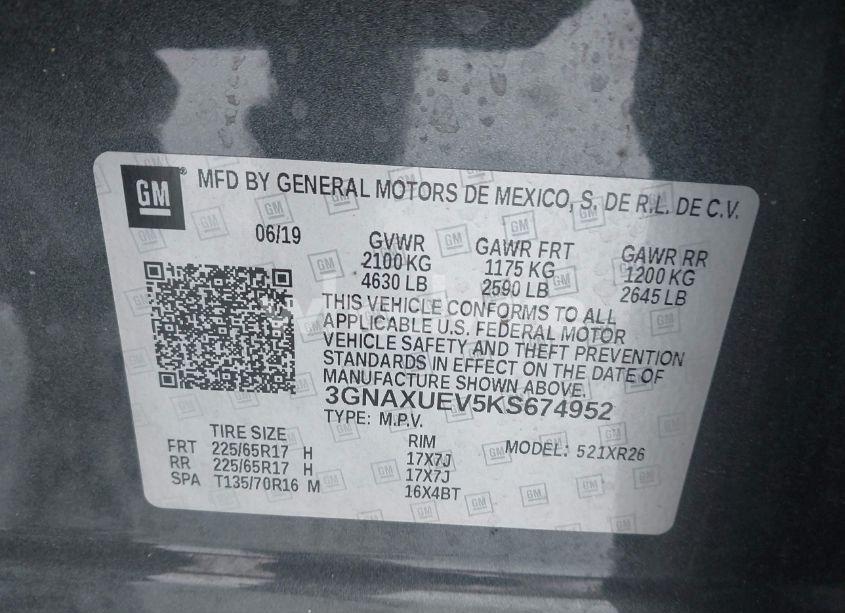 GM ® MFD BY GENERAL MOTORS DE MEXICO, S. DE R.L. DE C.V.
06/19 GVWR GAWR FRT GAWR RR
2100 KG 1175 KG 1200 KG
4630 LB 2590 LB 2645 LB
THIS VEHICLE CONFORMS TO ALL
APPLICABLE U.S. FEDERAL MOTOR
VEHICLE SAFETY AND THEFT PREVENTION
STANDARDS IN EFFECT ON THE DATE OF
MANUFACTURE SHOWN ABOVE.
3GNAXUEV5KS674952
TYPE: M.P.V.
TIRE SIZE RIM MODEL: 521XR26
FRT 225/65R17 H 17X7J
RR 225/65R17 H 17X7J
SPA T135/70R16 M 16X4BT